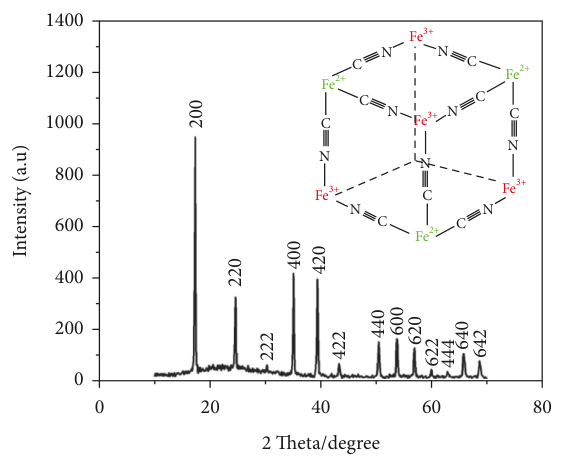 1400
1200
1000
800
600
400
200
0
Intensity (a.u)
0 20 40 60 80
2 Theta/degree
200
220
222
400
420
422
440
600
620
622
444
640
642
Fe³⁺
C≡N N≡C
Fe²⁺ Fe²⁺
C≡N Fe³⁺ N≡C
C≡N N≡C C≡N
Fe³⁺ Fe³⁺
N≡C C≡N
Fe²⁺